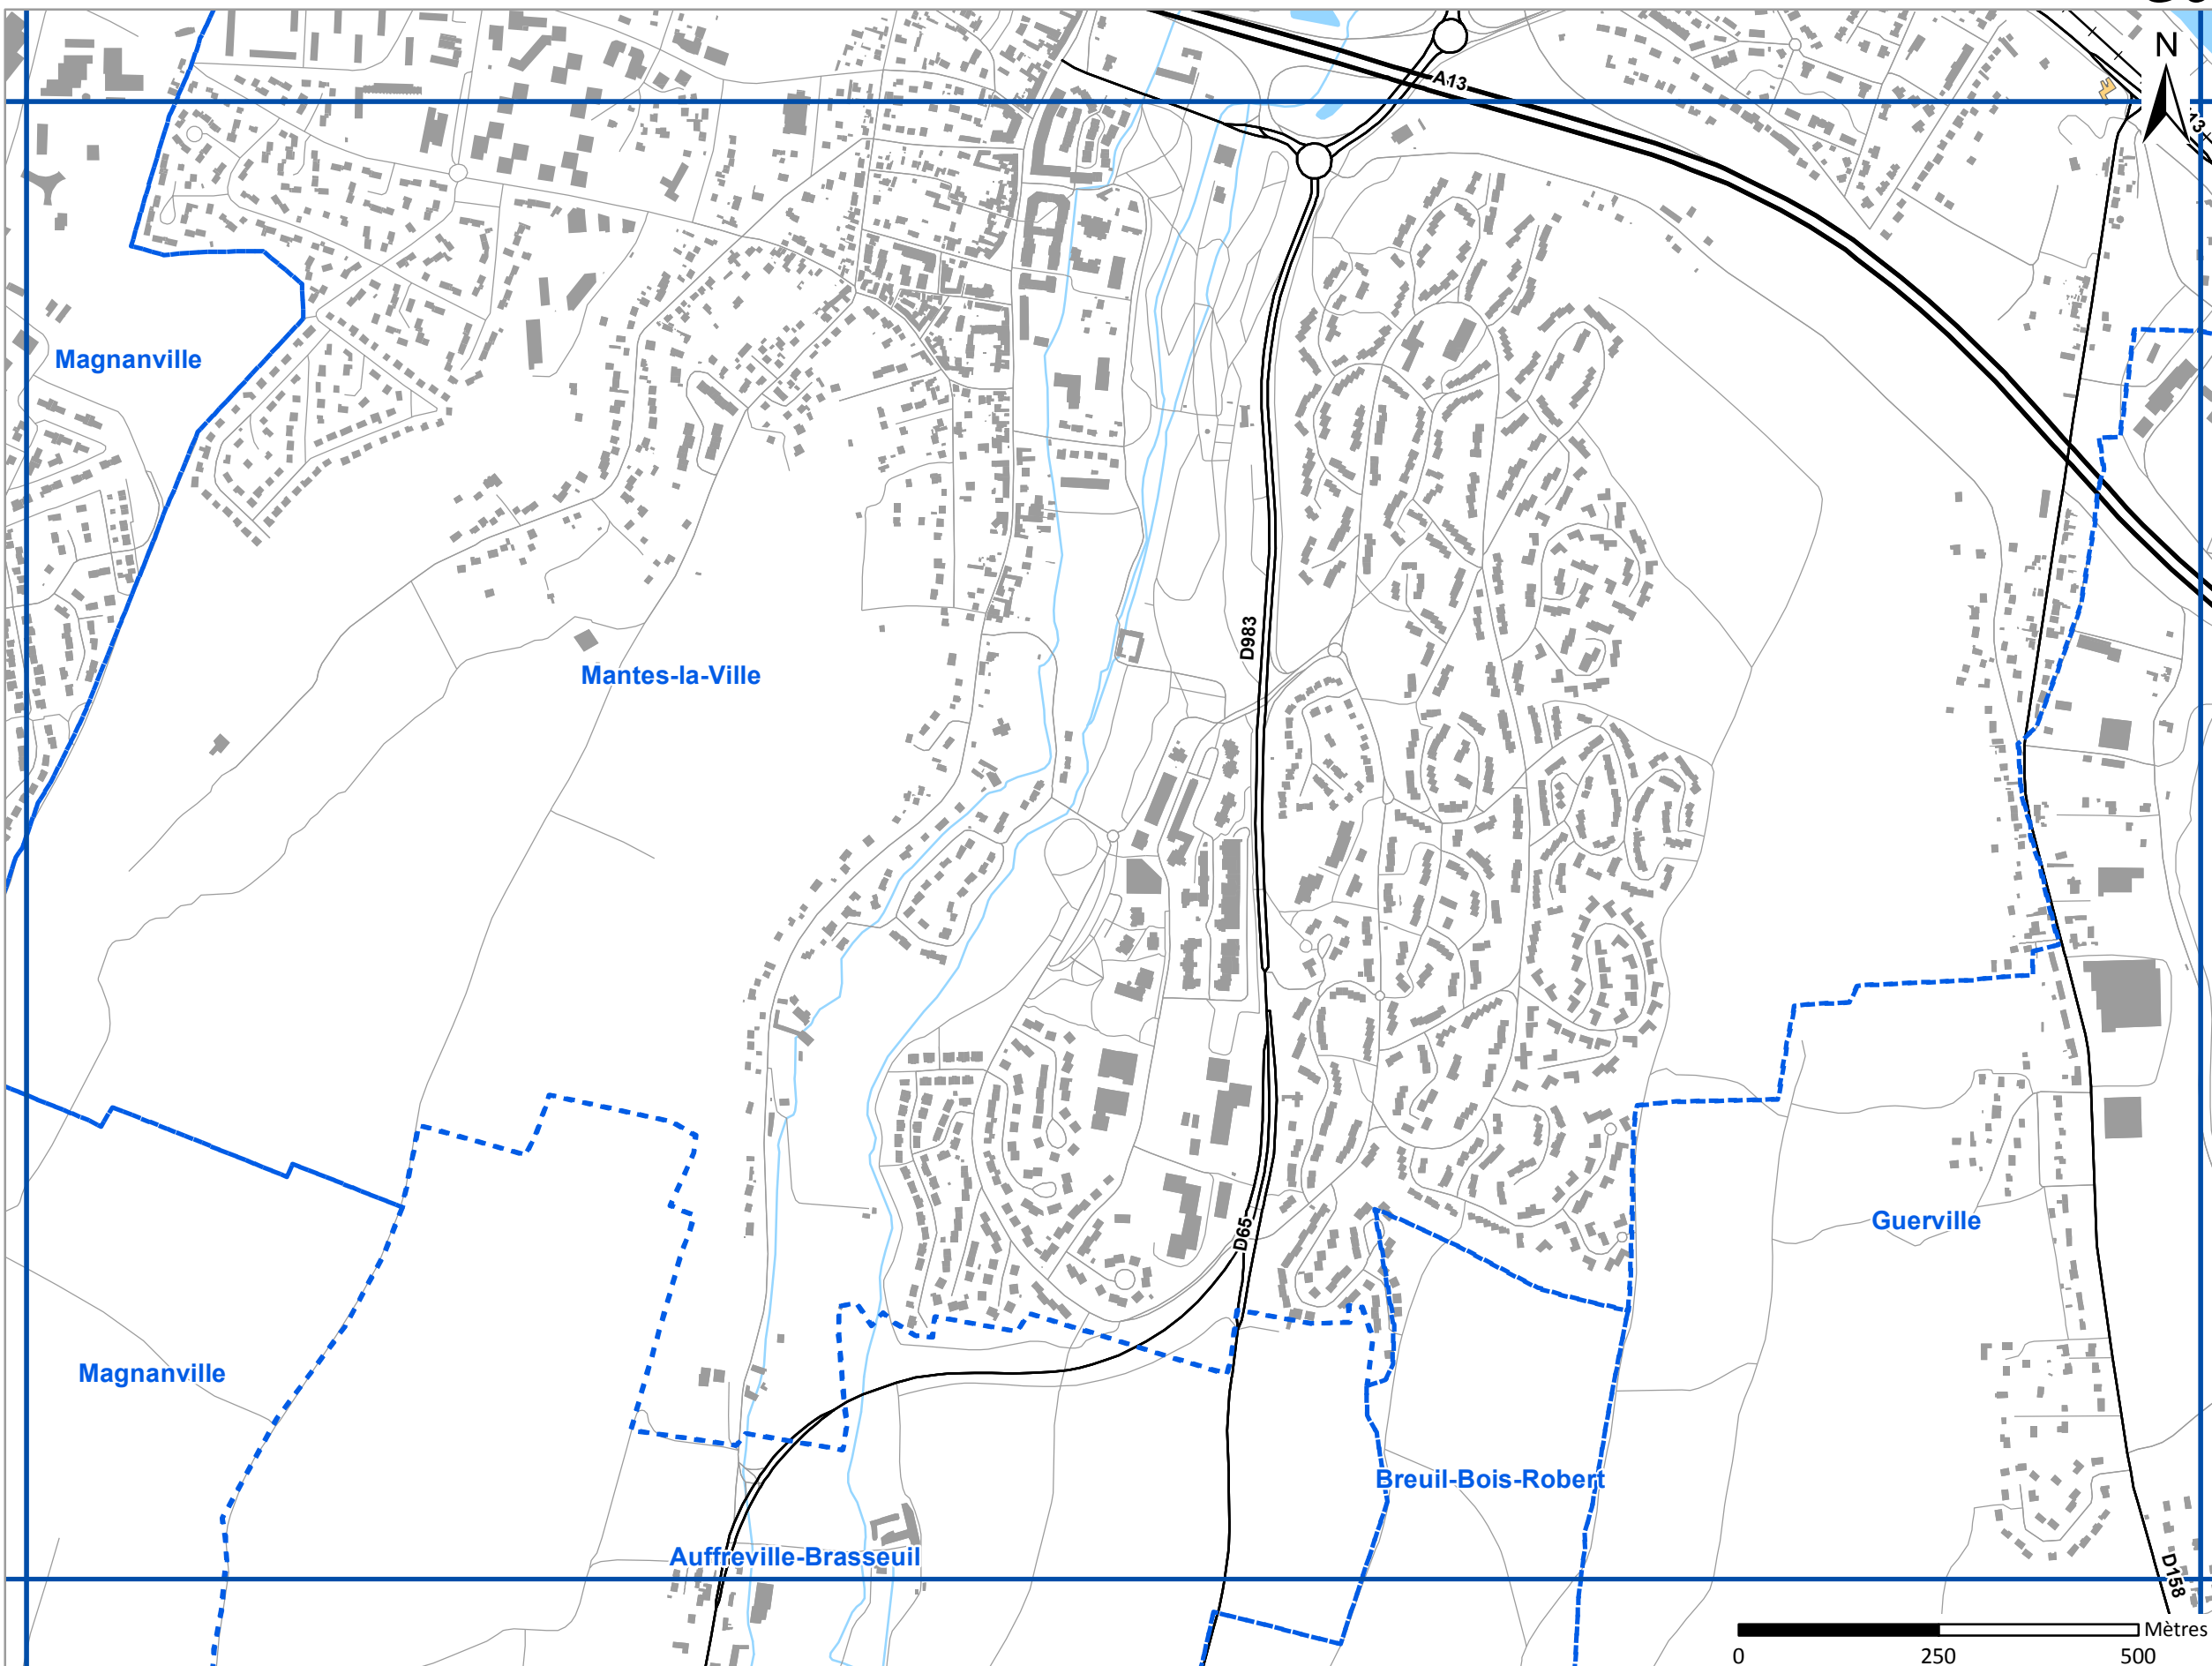 N
A13
Magnanville
D983
Mantes-la-Ville
Guerville
D65
Magnanville
Breuil-Bois-Robert
Auffreville-Brasseuil
D158
Mètres
0 250 500